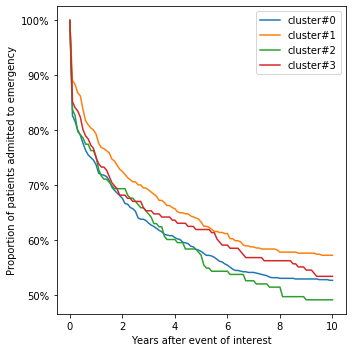 100%
90%
80%
70%
60%
50%
Proportion of patients admitted to emergency
0
2
4
6
8
10
Years after event of interest
cluster#0
cluster#1
cluster#2
cluster#3